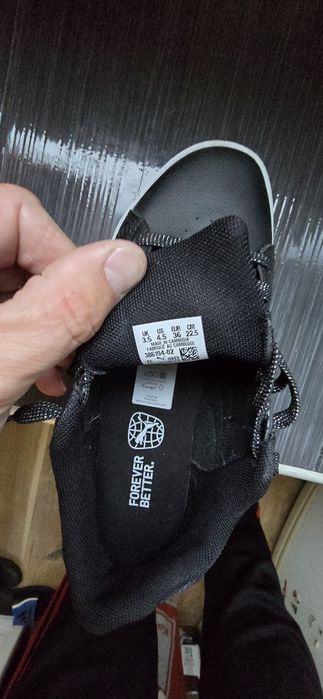 UK US EUR CM
3.5 4.5 36 22.5
MADE IN CAMBODIA
FABRIQUÉ AU CAMBODGE
386194-02
FOREVER
BETTER.